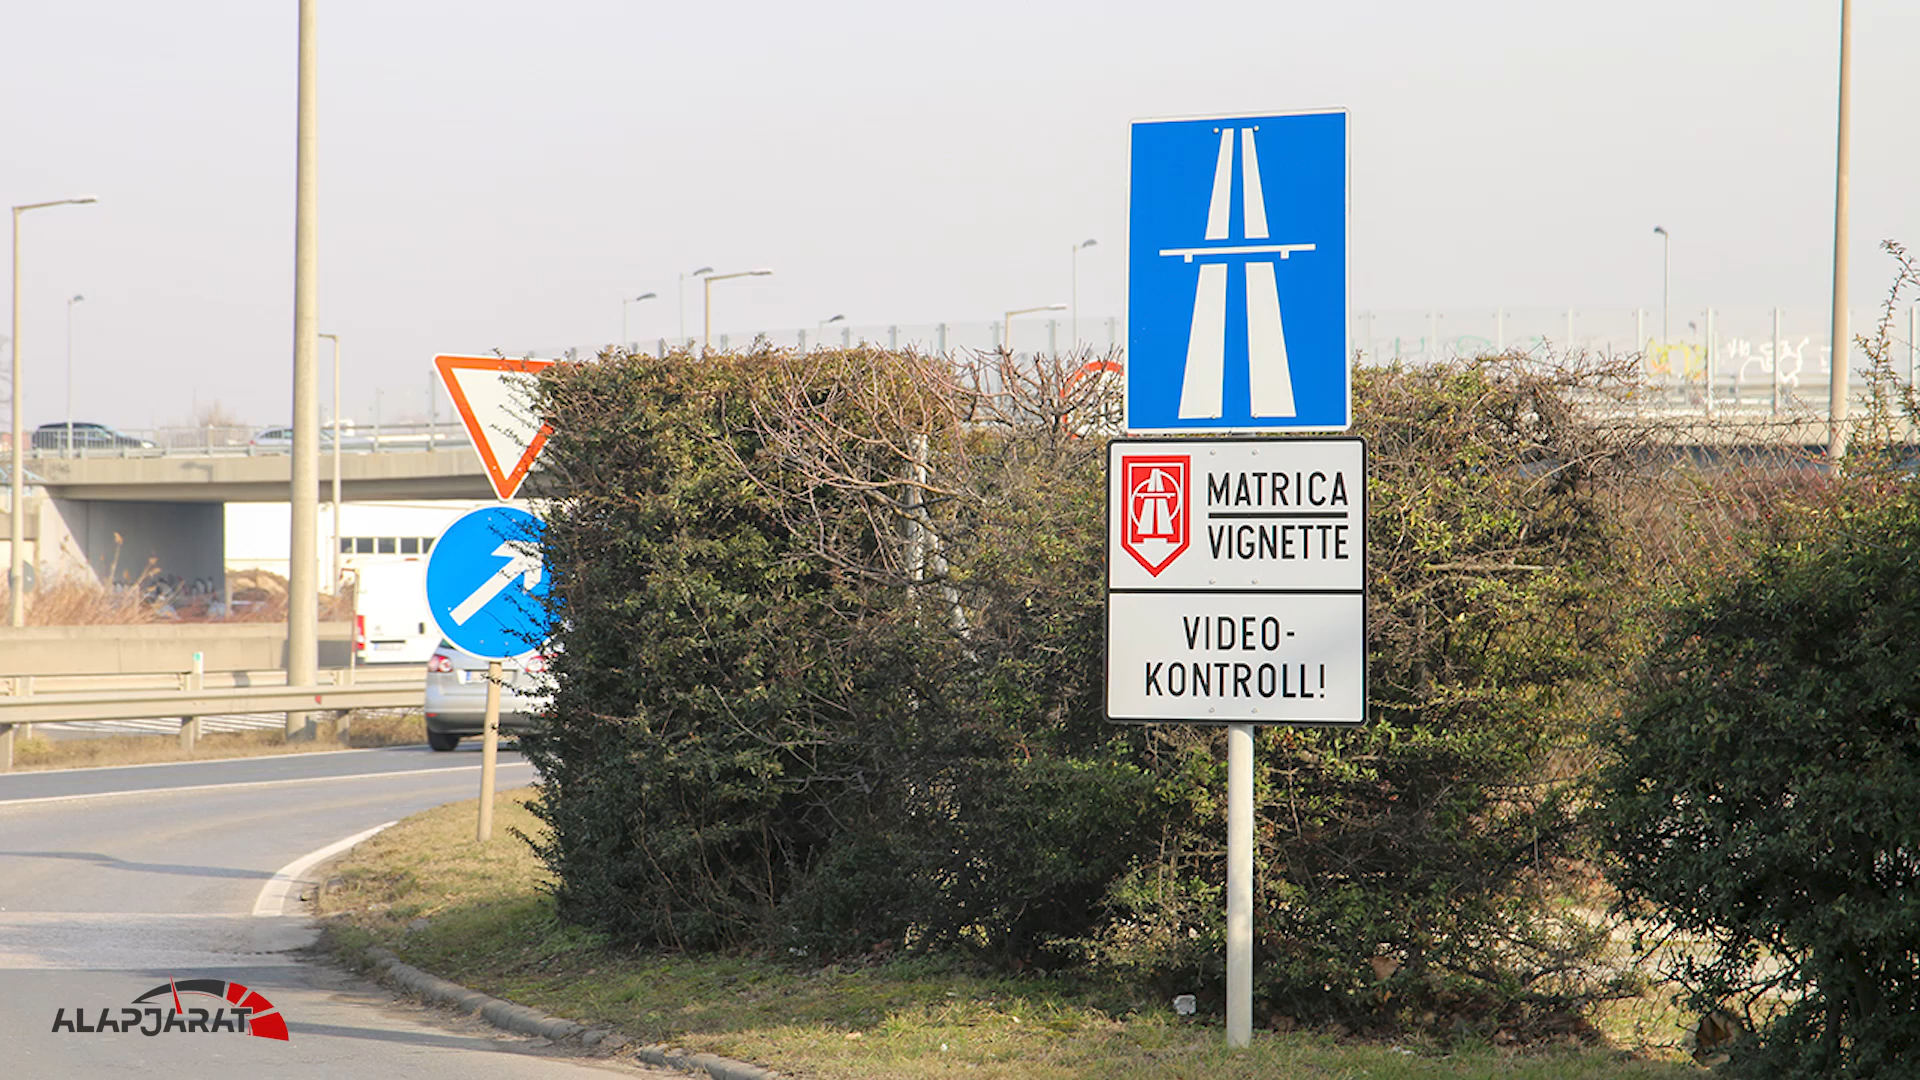 MATRICA
VIGNETTE
VIDEO-
KONTROLL!
ALAPJÁRAT